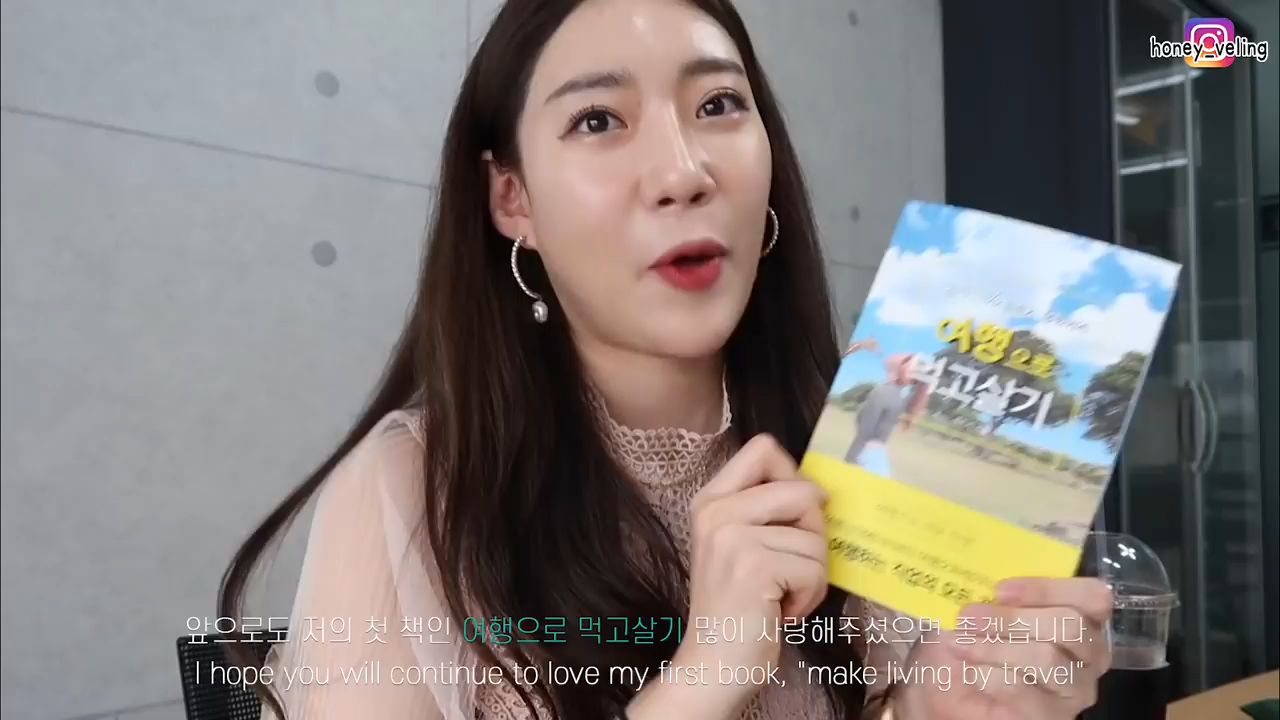 honey_veling
여행으로
먹고살기
앞으로도 저의 첫 책인 여행으로 먹고살기 많이 사랑해주셨으면 좋겠습니다.
I hope you will continue to love my first book, "make living by travel"